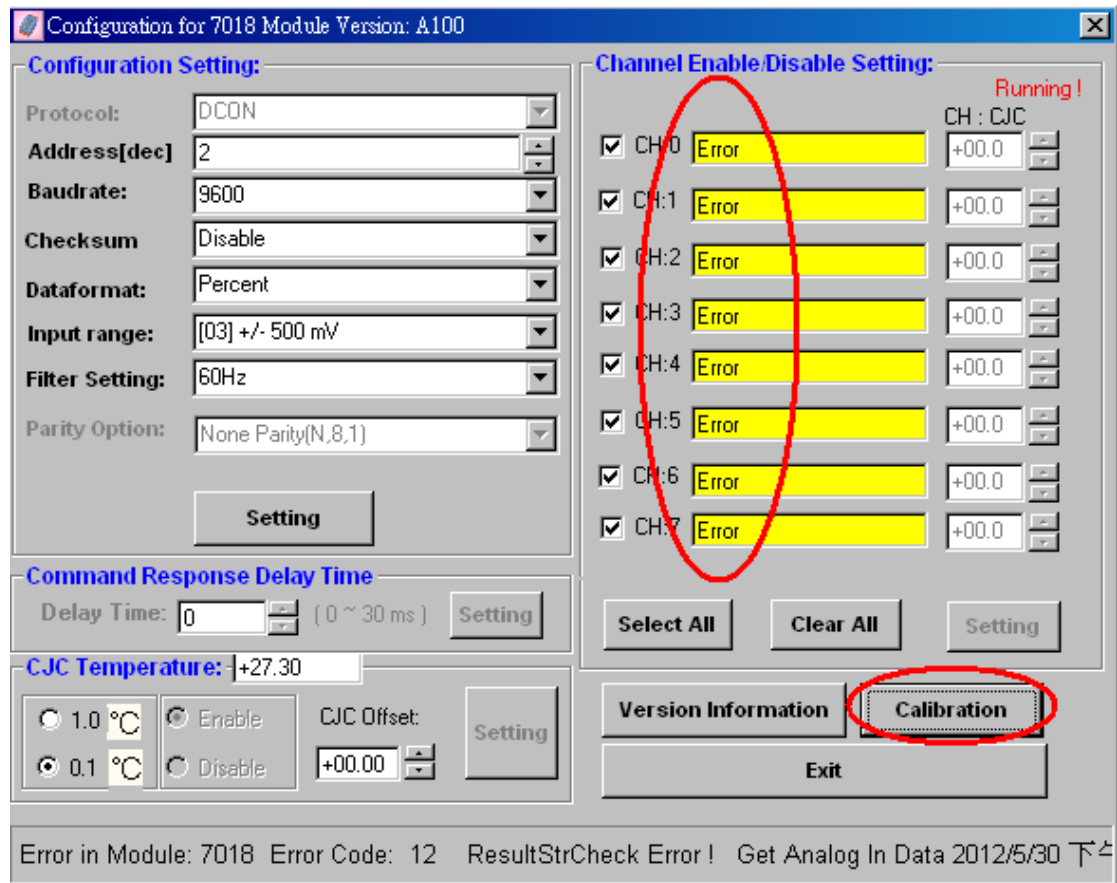 Configuration for 7018 Module Version: A100
Configuration Setting:
Protocol: DCON
Address[dec] 2
Baudrate: 9600
Checksum Disable
Dataformat: Percent
Input range: [03] +/- 500 mV
Filter Setting: 60Hz
Parity Option: None Parity(N,8,1)
Setting
Command Response Delay Time
Delay Time: 0 ( 0 ~ 30 ms ) Setting
CJC Temperature: +27.30
1.0 °C
0.1 °C
Enable
Disable
CJC Offset:
+00.00
Setting
Channel Enable/Disable Setting:
Running !
CH : CJC
CH:0 Error +00.0
CH:1 Error +00.0
CH:2 Error +00.0
CH:3 Error +00.0
CH:4 Error +00.0
CH:5 Error +00.0
CH:6 Error +00.0
CH:7 Error +00.0
Select All Clear All Setting
Version Information Calibration
Exit
Error in Module: 7018 Error Code: 12 ResultStrCheck Error ! Get Analog In Data 2012/5/30 下